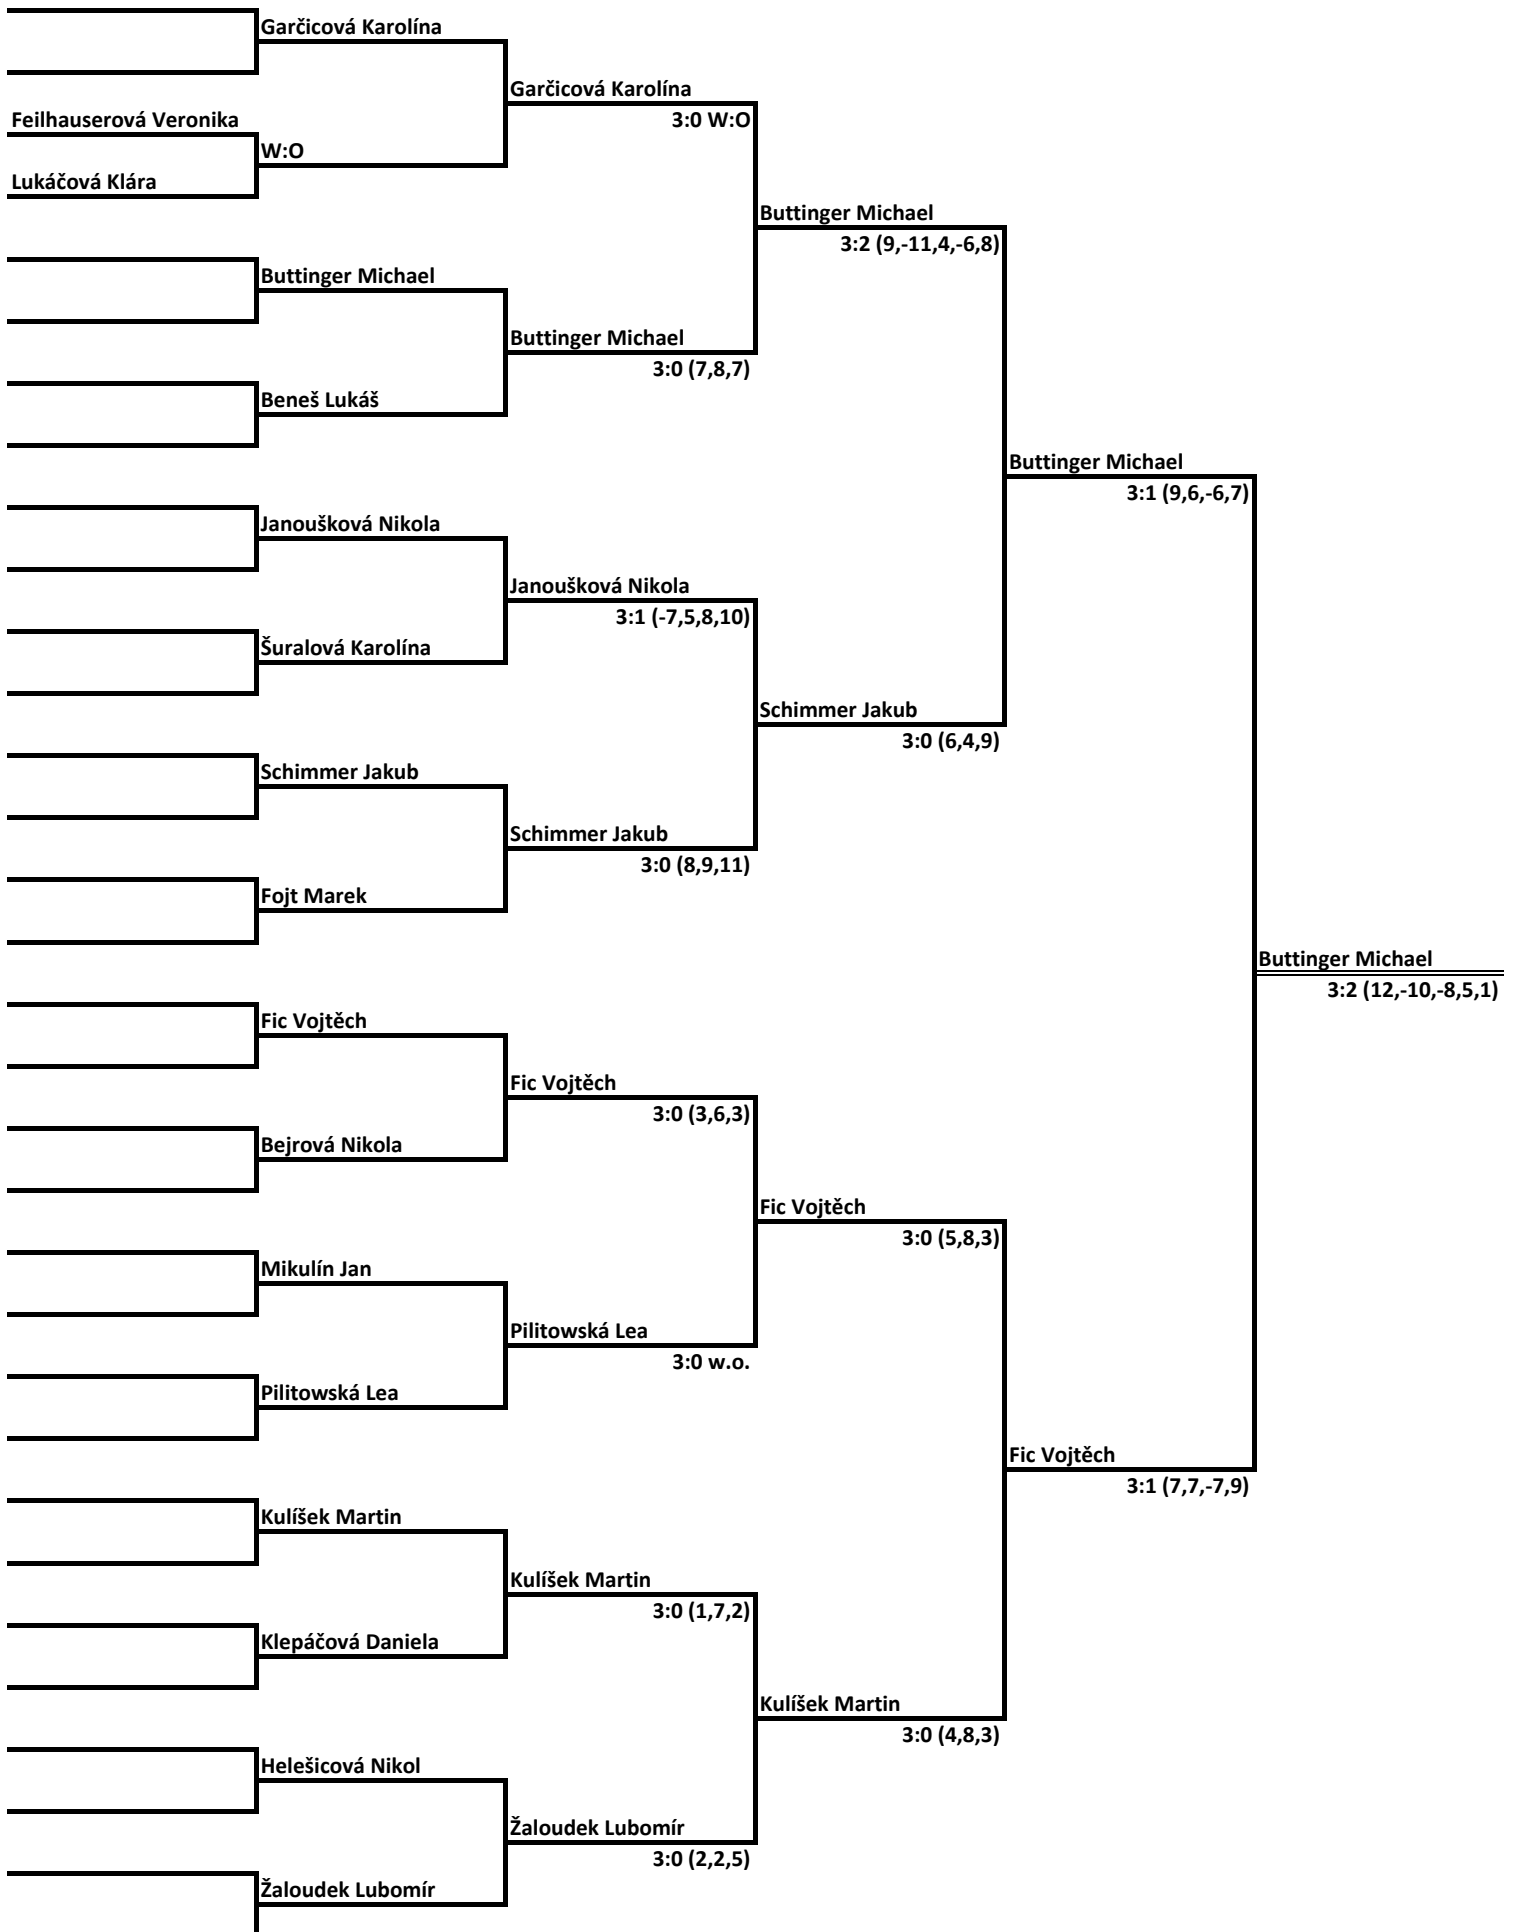 Garčicová Karolína
Garčicová Karolína
3:0 W:O
Feilhauserová Veronika
W:O
Lukáčová Klára
Buttinger Michael
3:2 (9,-11,4,-6,8)
Buttinger Michael
Buttinger Michael
3:0 (7,8,7)
Beneš Lukáš
Buttinger Michael
3:1 (9,6,-6,7)
Janoušková Nikola
Janoušková Nikola
3:1 (-7,5,8,10)
Šuralová Karolína
Schimmer Jakub
3:0 (6,4,9)
Schimmer Jakub
Schimmer Jakub
3:0 (8,9,11)
Fojt Marek
Buttinger Michael
3:2 (12,-10,-8,5,1)
Fic Vojtěch
Fic Vojtěch
3:0 (3,6,3)
Bejrová Nikola
Fic Vojtěch
3:0 (5,8,3)
Mikulín Jan
Pilitowská Lea
3:0 w.o.
Pilitowská Lea
Fic Vojtěch
3:1 (7,7,-7,9)
Kulíšek Martin
Kulíšek Martin
3:0 (1,7,2)
Klepáčová Daniela
Kulíšek Martin
3:0 (4,8,3)
Helešicová Nikol
Žaloudek Lubomír
3:0 (2,2,5)
Žaloudek Lubomír